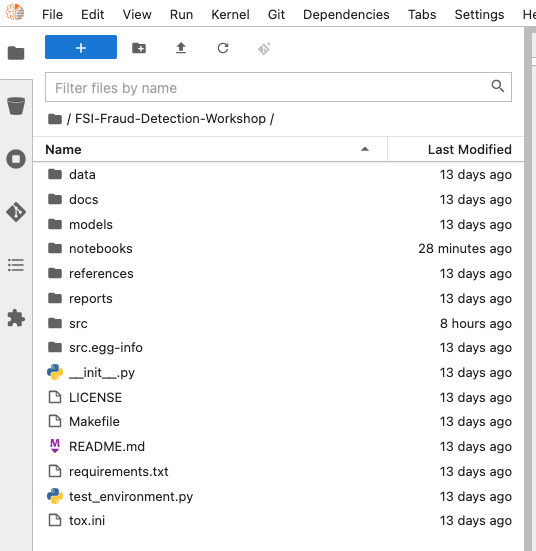 File Edit View Run Kernel Git Dependencies Tabs Settings He
+
Filter files by name
/ FSI-Fraud-Detection-Workshop /
Name Last Modified
data 13 days ago
docs 13 days ago
models 13 days ago
notebooks 28 minutes ago
references 13 days ago
reports 13 days ago
src 8 hours ago
src.egg-info 13 days ago
__init__.py 13 days ago
LICENSE 13 days ago
Makefile 13 days ago
M README.md 13 days ago
requirements.txt 13 days ago
test_environment.py 13 days ago
tox.ini 13 days ago